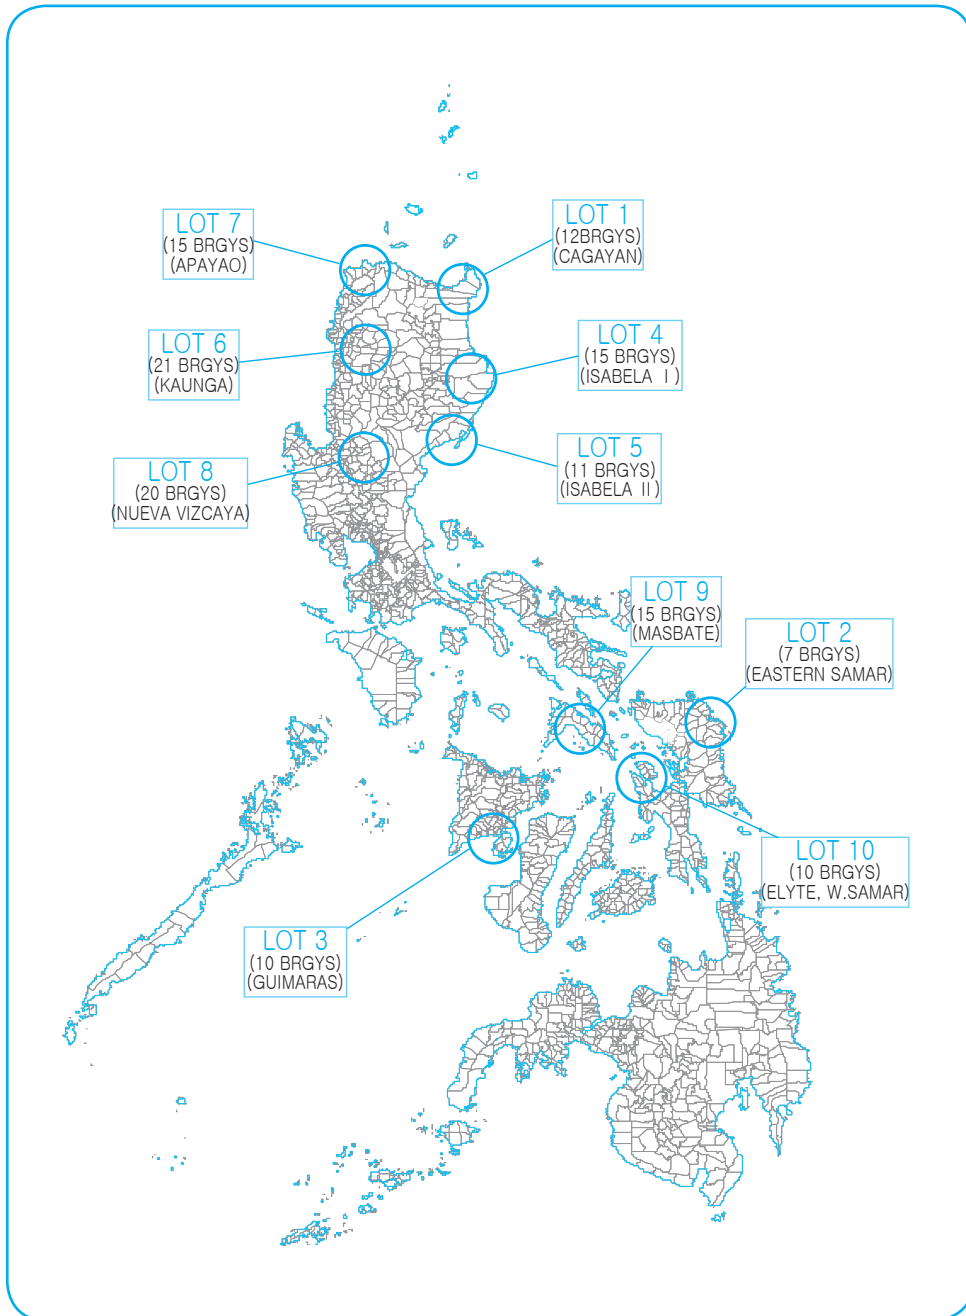 LOT 7
(15 BRGYS)
(APAYAO)
LOT 1
(12BRGYS)
(CAGAYAN)
LOT 6
(21 BRGYS)
(KAUNGA)
LOT 4
(15 BRGYS)
(ISABELA I)
LOT 8
(20 BRGYS)
(NUEVA VIZCAYA)
LOT 5
(11 BRGYS)
(ISABELA II)
LOT 9
(15 BRGYS)
(MASBATE)
LOT 2
(7 BRGYS)
(EASTERN SAMAR)
LOT 10
(10 BRGYS)
(ELYTE, W.SAMAR)
LOT 3
(10 BRGYS)
(GUIMARAS)